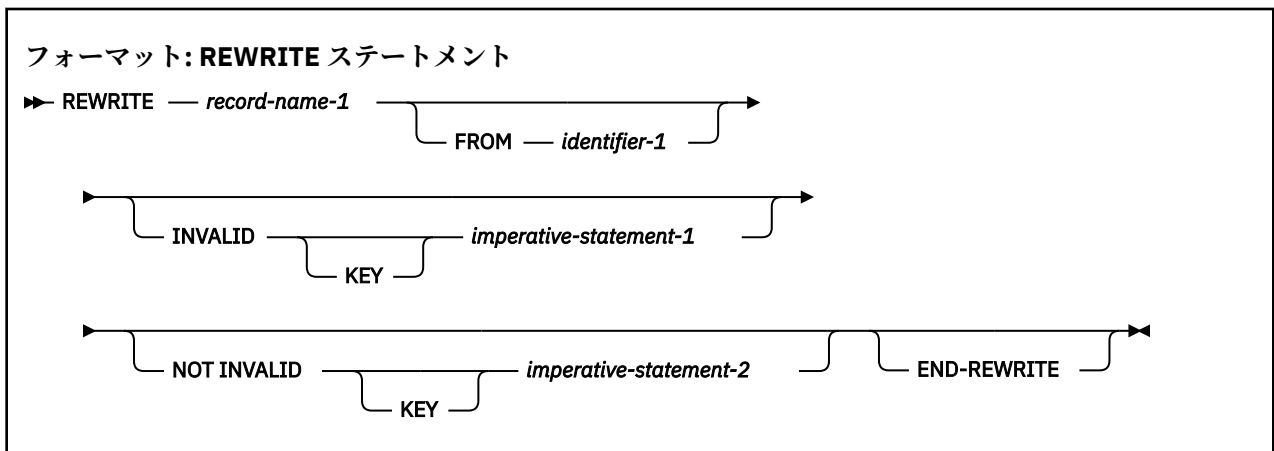 フォーマット: REWRITE ステートメント
REWRITE record-name-1
FROM identifier-1
INVALID imperative-statement-1
KEY
NOT INVALID imperative-statement-2 END-REWRITE
KEY